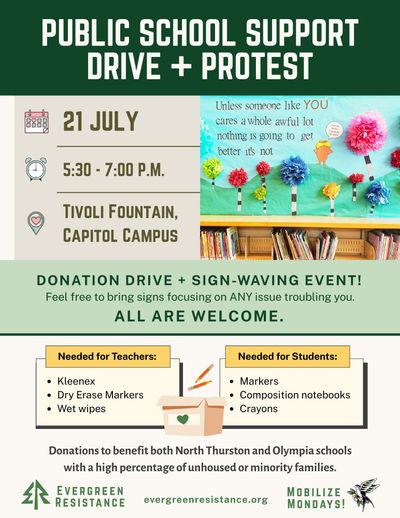 PUBLIC SCHOOL SUPPORT
DRIVE + PROTEST
21 JULY
5:30 - 7:00 P.M.
TIVOLI FOUNTAIN,
CAPITOL CAMPUS
Unless someone like YOU
cares a whole awful lot
nothing is going to get
better it's not
DONATION DRIVE + SIGN-WAVING EVENT!
Feel free to bring signs focusing on ANY issue troubling you.
ALL ARE WELCOME.
Needed for Teachers:
• Kleenex
• Dry Erase Markers
• Wet wipes
Needed for Students:
• Markers
• Composition notebooks
• Crayons
Donations to benefit both North Thurston and Olympia schools
with a high percentage of unhoused or minority families.
EVERGREEN
RESISTANCE
evergreenresistance.org
MOBILIZE
MONDAYS!